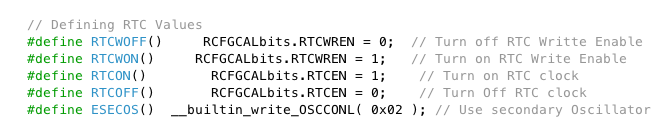 // Defining RTC Values
#define RTCWOFF() RCFGCALbits.RTCWREN = 0; // Turn off RTC Writte Enable
#define RTCWON() RCFGCALbits.RTCWREN = 1; // Turn on RTC Write Enable
#define RTCON() RCFGCALbits.RTCEN = 1; // Turn on RTC clock
#define RTCOFF() RCFGCALbits.RTCEN = 0; // Turn Off RTC clock
#define ESECOS() __builtin_write_OSCCONL( 0x02 ); // Use secondary Oscillator